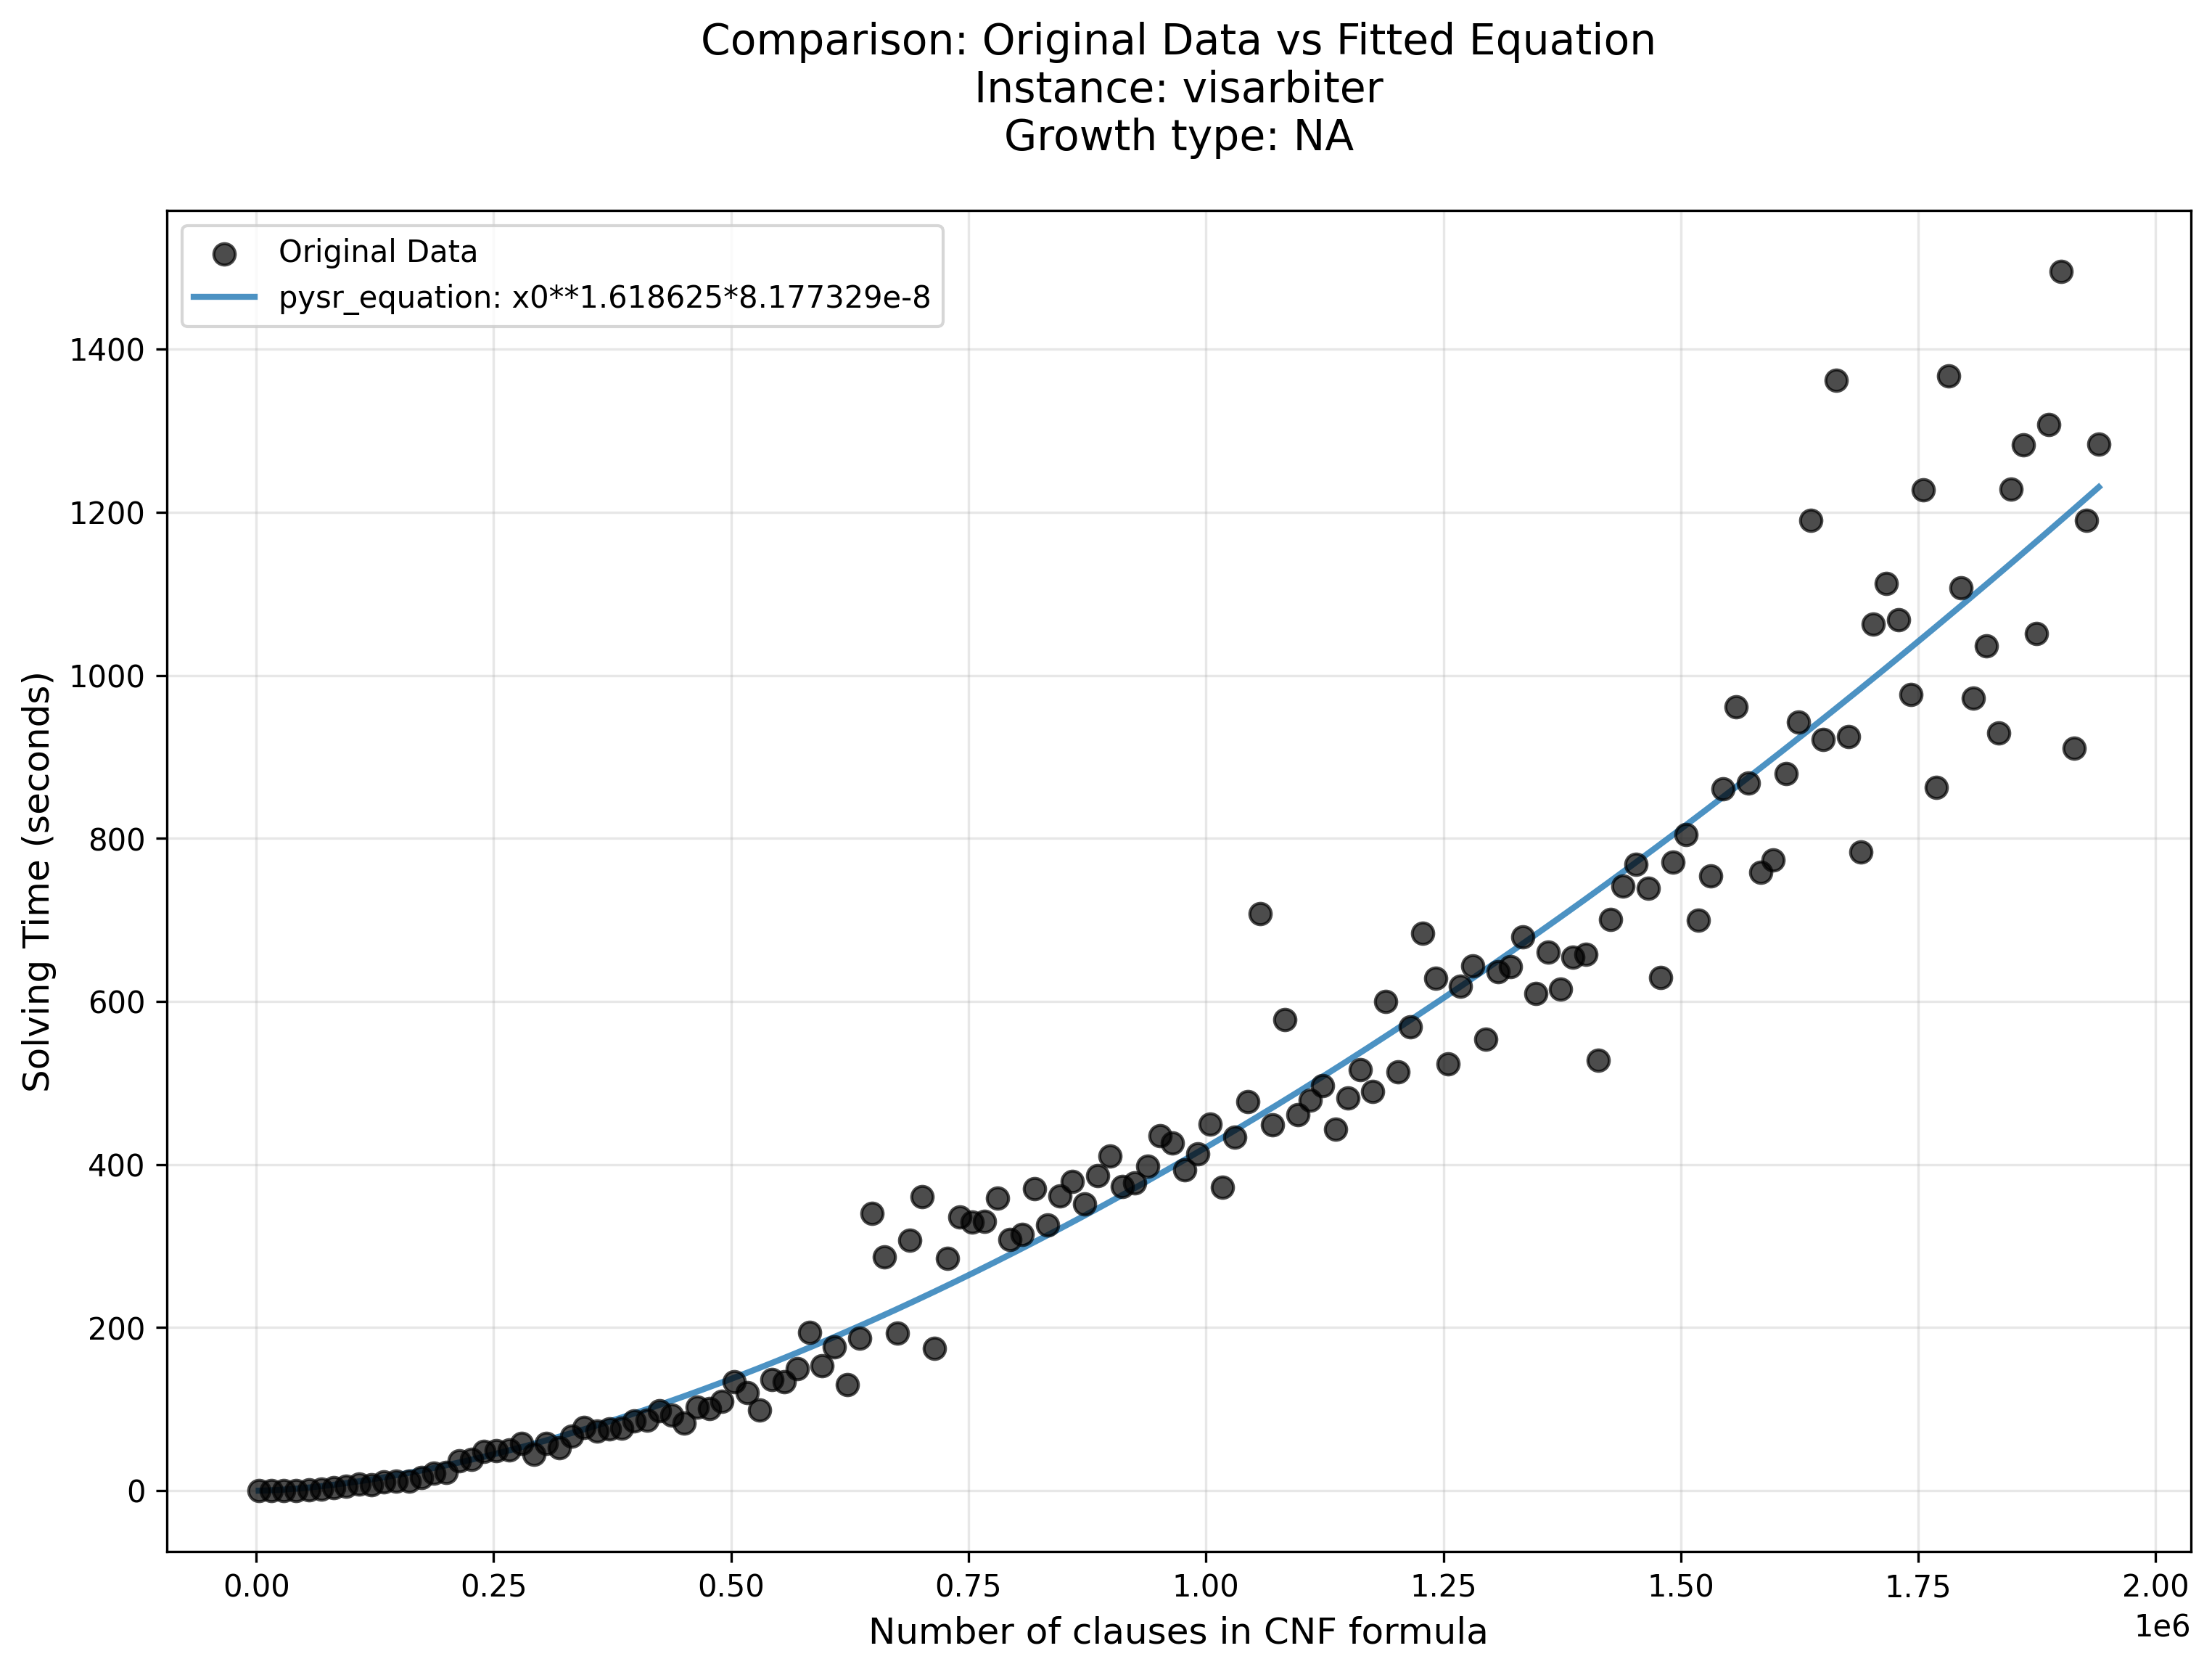 Comparison: Original Data vs Fitted Equation
Instance: visarbiter
Growth type: NA
Original Data
pysr_equation: x0**1.618625*8.177329e-8
Solving Time (seconds)
1400
1200
1000
800
600
400
200
0
0.00 0.25 0.50 0.75 1.00 1.25 1.50 1.75 2.00
1e6
Number of clauses in CNF formula